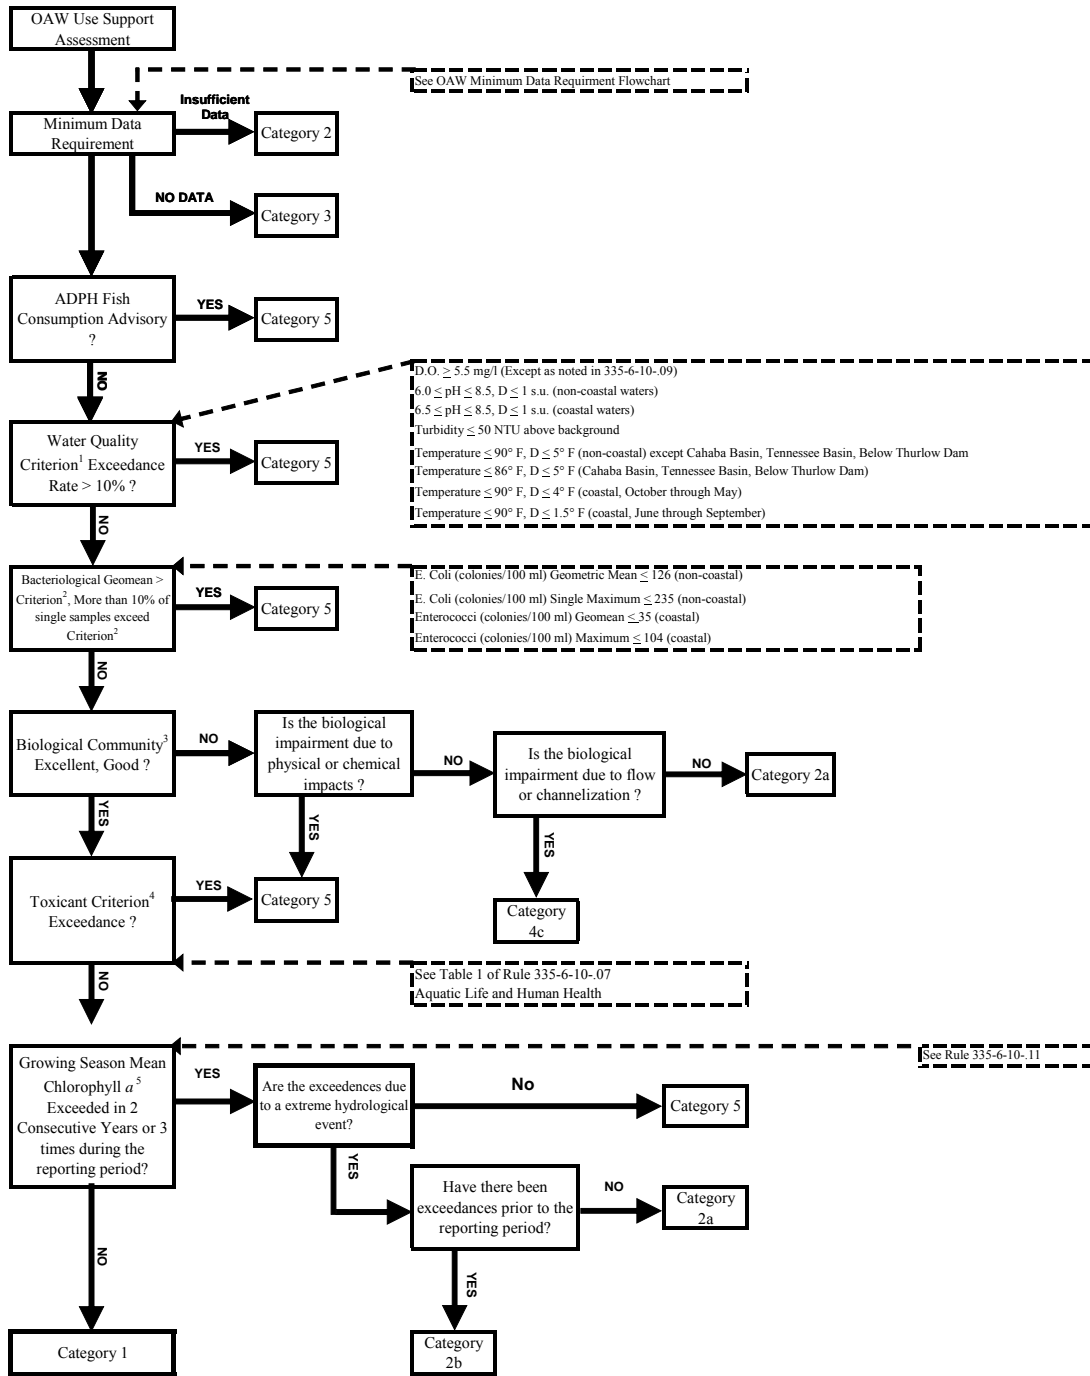 OAW Use Support
Assessment
See OAW Minimum Data Requirment Flowchart
Insufficient
Data
Minimum Data
Requirement
Category 2
NO DATA
Category 3
ADPH Fish
Consumption Advisory
?
YES
Category 5
NO
D.O. ≥ 5.5 mg/l (Except as noted in 335-6-10-.09)
6.0 ≤ pH ≤ 8.5, D ≤ 1 s.u. (non-coastal waters)
6.5 ≤ pH ≤ 8.5, D ≤ 1 s.u. (coastal waters)
Turbidity ≤ 50 NTU above background
Temperature ≤ 90° F, D ≤ 5° F (non-coastal) except Cahaba Basin, Tennessee Basin, Below Thurlow Dam
Temperature ≤ 86° F, D ≤ 5° F (Cahaba Basin, Tennessee Basin, Below Thurlow Dam)
Temperature ≤ 90° F, D ≤ 4° F (coastal, October through May)
Temperature ≤ 90° F, D ≤ 1.5° F (coastal, June through September)
Water Quality
Criterion¹ Exceedance
Rate > 10% ?
YES
Category 5
NO
Bacteriological Geomean >
Criterion², More than 10% of
single samples exceed
Criterion²
YES
Category 5
E. Coli (colonies/100 ml) Geometric Mean ≤ 126 (non-coastal)
E. Coli (colonies/100 ml) Single Maximum ≤ 235 (non-coastal)
Enterococci (colonies/100 ml) Geomean ≤ 35 (coastal)
Enterococci (colonies/100 ml) Maximum ≤ 104 (coastal)
NO
Biological Community³
Excellent, Good ?
NO
Is the biological
impairment due to
physical or chemical
impacts ?
NO
Is the biological
impairment due to flow
or channelization ?
NO
Category 2a
YES
YES
YES
Toxicant Criterion⁴
Exceedance ?
YES
Category 5
Category
4c
NO
See Table 1 of Rule 335-6-10-.07
Aquatic Life and Human Health
See Rule 335-6-10-.11
Growing Season Mean
Chlorophyll a⁵
Exceeded in 2
Consecutive Years or 3
times during the
reporting period?
YES
Are the exceedences due
to a extreme hydrological
event?
No
Category 5
YES
Have there been
exceedances prior to the
reporting period?
NO
Category
2a
NO
YES
Category 1
Category
2b